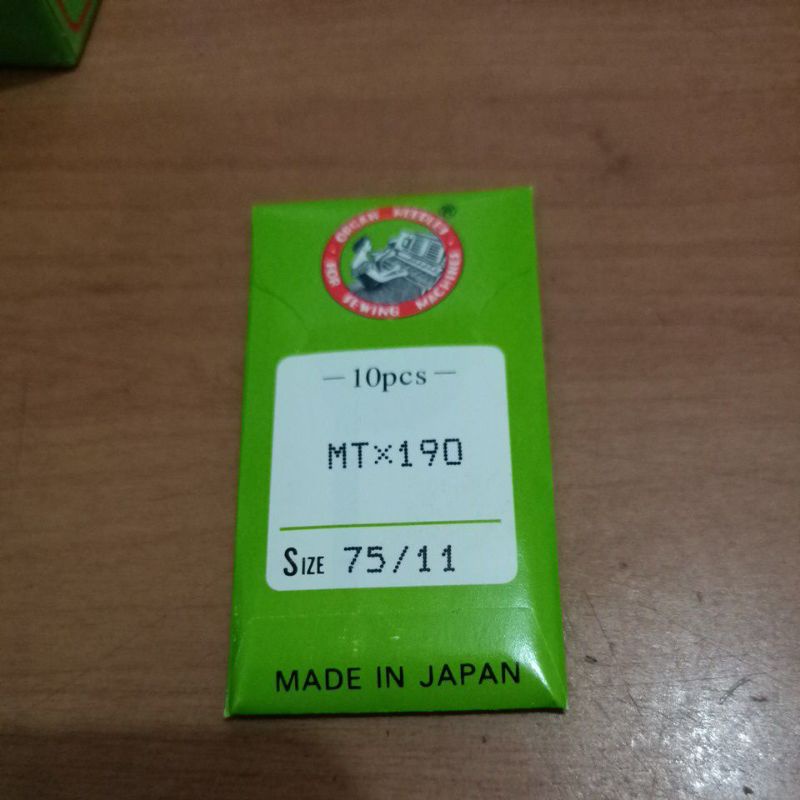 ORGAN NEEDLES ®
FOR SEWING MACHINES
—10pcs—
MT×190
SIZE 75/11
MADE IN JAPAN